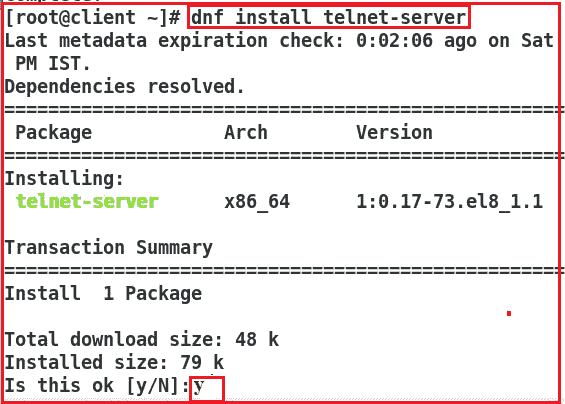 [root@client ~]# dnf install telnet-server
Last metadata expiration check: 0:02:06 ago on Sat
PM IST.
Dependencies resolved.
================================================
Package Arch Version
================================================
Installing:
telnet-server x86_64 1:0.17-73.el8_1.1
Transaction Summary
================================================
Install 1 Package
Total download size: 48 k
Installed size: 79 k
Is this ok [y/N]:y